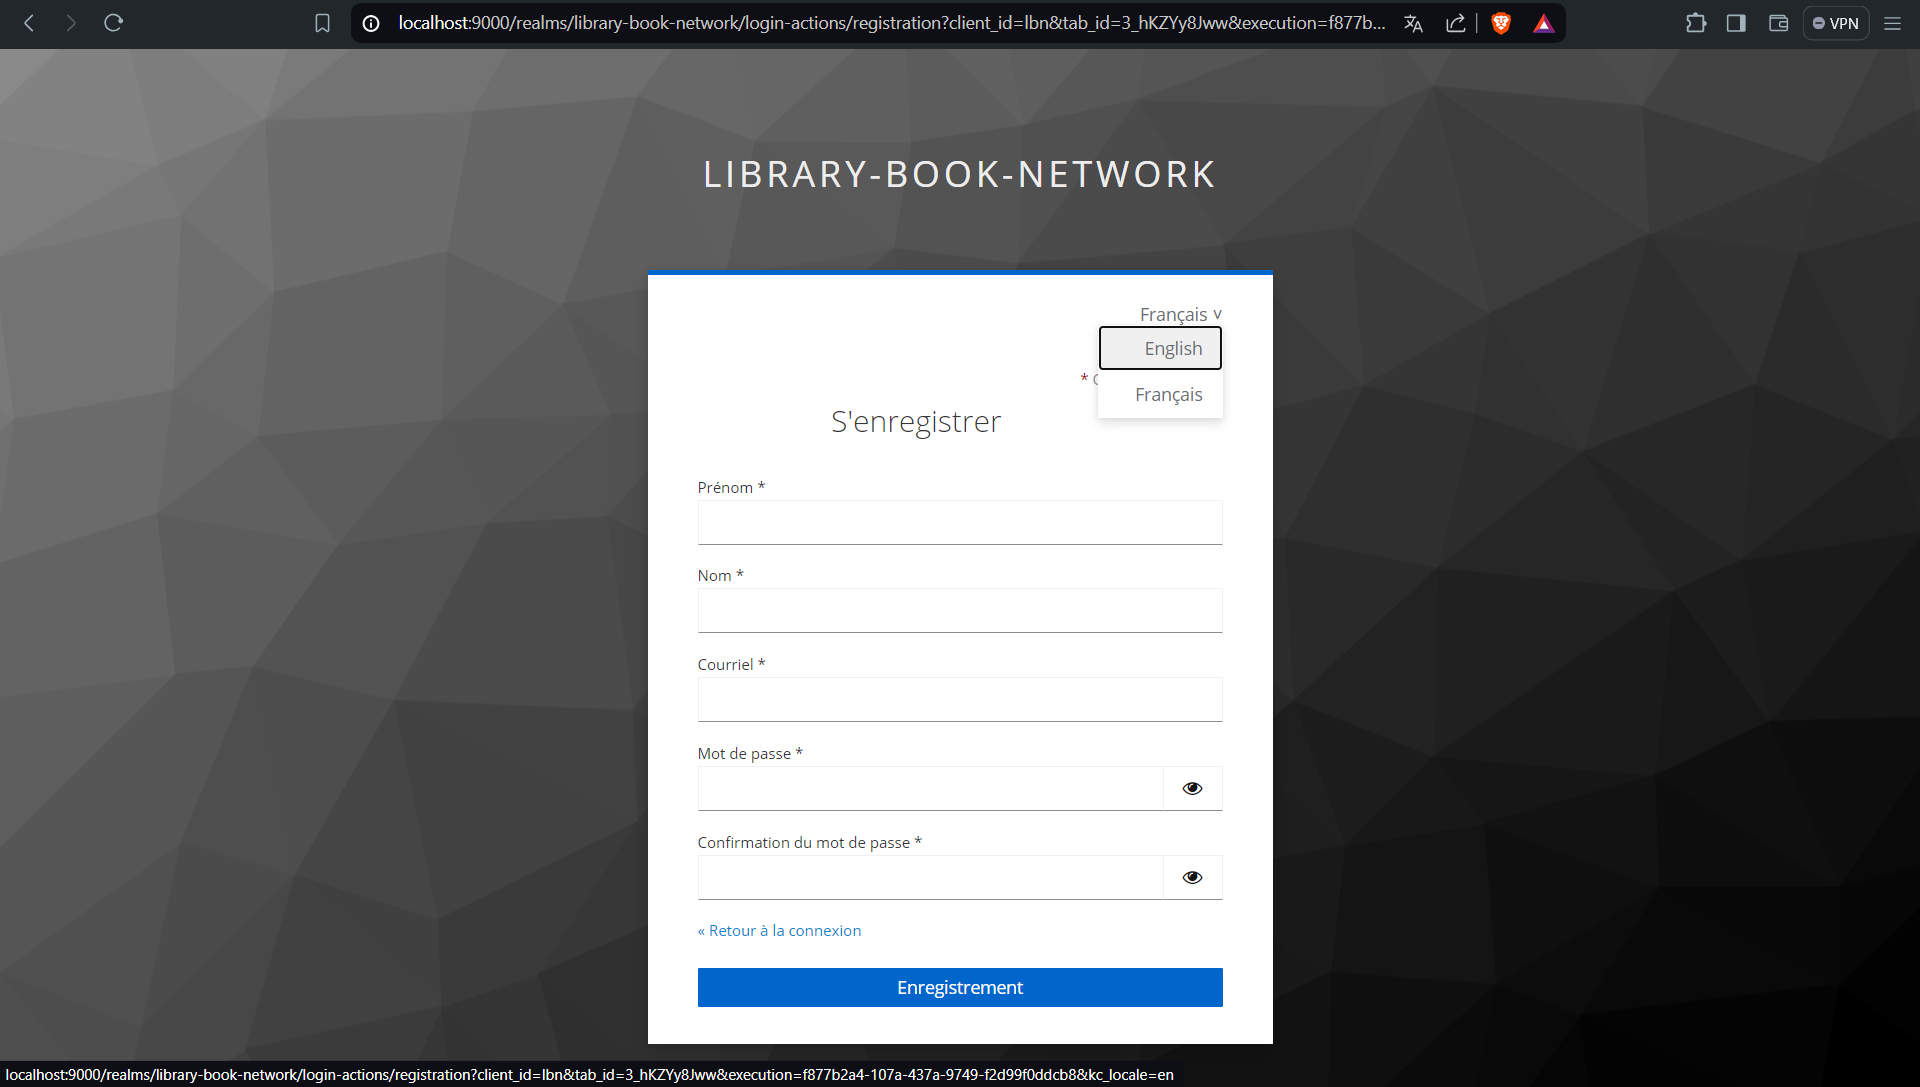 localhost:9000/realms/library-book-network/login-actions/registration?client_id=lbn&tab_id=3_hKZYy8Jww&execution=f877b...
VPN
LIBRARY-BOOK-NETWORK
Français v
English
*
Français
S'enregistrer
Prénom *
Nom *
Courriel *
Mot de passe *
Confirmation du mot de passe *
« Retour à la connexion
Enregistrement
localhost:9000/realms/library-book-network/login-actions/registration?client_id=lbn&tab_id=3_hKZYy8Jww&execution=f877b2a4-107a-437a-9749-f2d99f0ddcb8&kc_locale=en